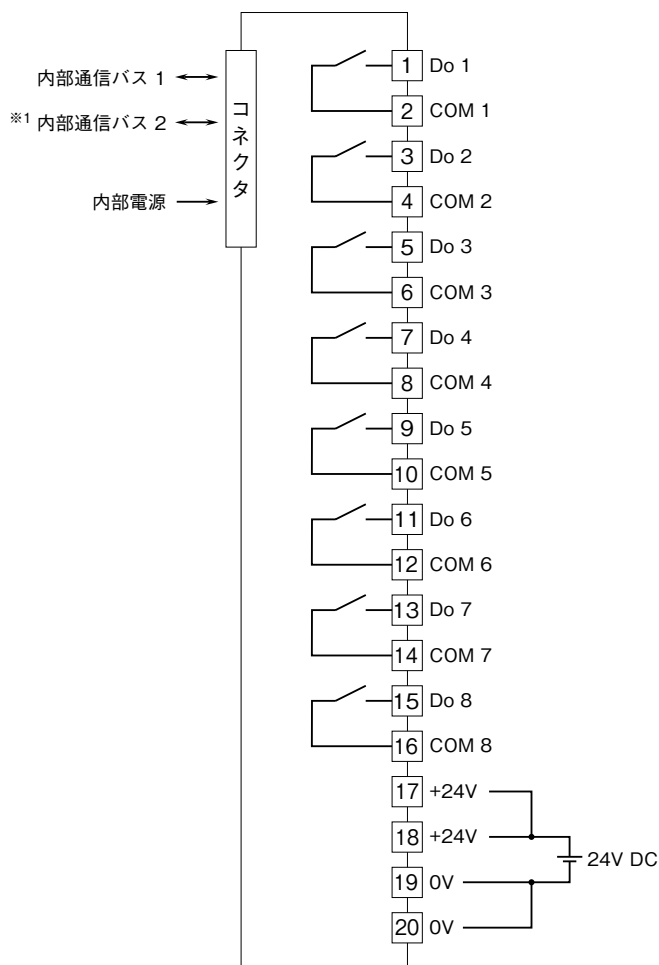 内部通信バス 1
※1 内部通信バス 2
内部電源
コネクタ
1 Do 1
2 COM 1
3 Do 2
4 COM 2
5 Do 3
6 COM 3
7 Do 4
8 COM 4
9 Do 5
10 COM 5
11 Do 6
12 COM 6
13 Do 7
14 COM 7
15 Do 8
16 COM 8
17 +24V
18 +24V
19 0V
20 0V
24V DC